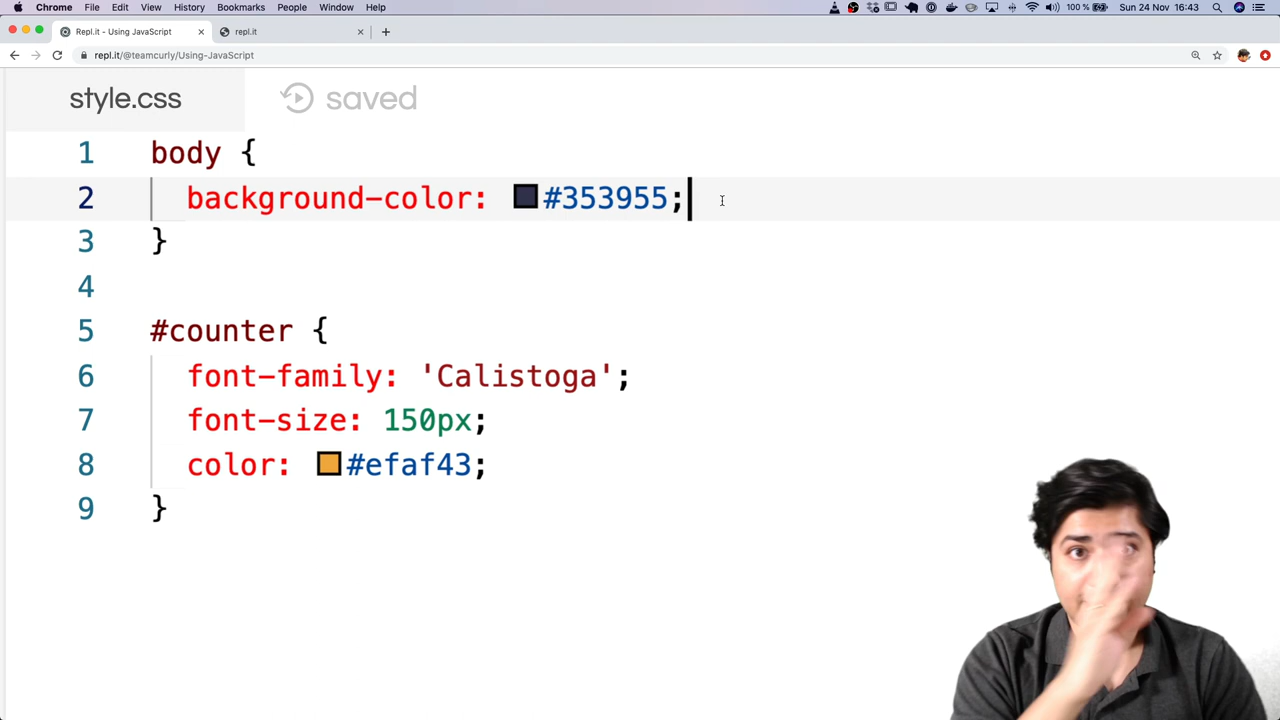 Chrome File Edit View History Bookmarks People Window Help 100 % Sun 24 Nov 16:43
Repl.it - Using JavaScript repl.it
repl.it/@teamcurly/Using-JavaScript
style.css saved
1 body {
2 background-color: #353955;
3 }
4
5 #counter {
6 font-family: 'Calistoga';
7 font-size: 150px;
8 color: #efaf43;
9 }